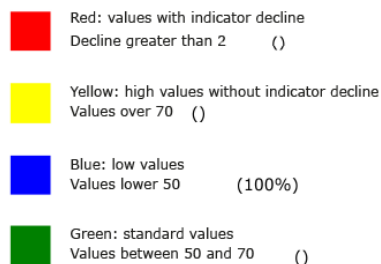 Red: values with indicator decline
Decline greater than 2 ()
Yellow: high values without indicator decline
Values over 70 ()
Blue: low values
Values lower 50 (100%)
Green: standard values
Values between 50 and 70 ()